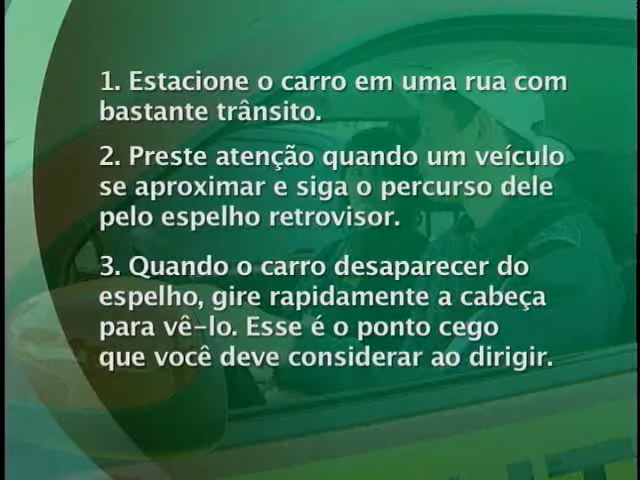 1. Estacione o carro em uma rua com
bastante trânsito.
2. Preste atenção quando um veículo
se aproximar e siga o percurso dele
pelo espelho retrovisor.
3. Quando o carro desaparecer do
espelho, gire rapidamente a cabeça
para vê-lo. Esse é o ponto cego
que você deve considerar ao dirigir.